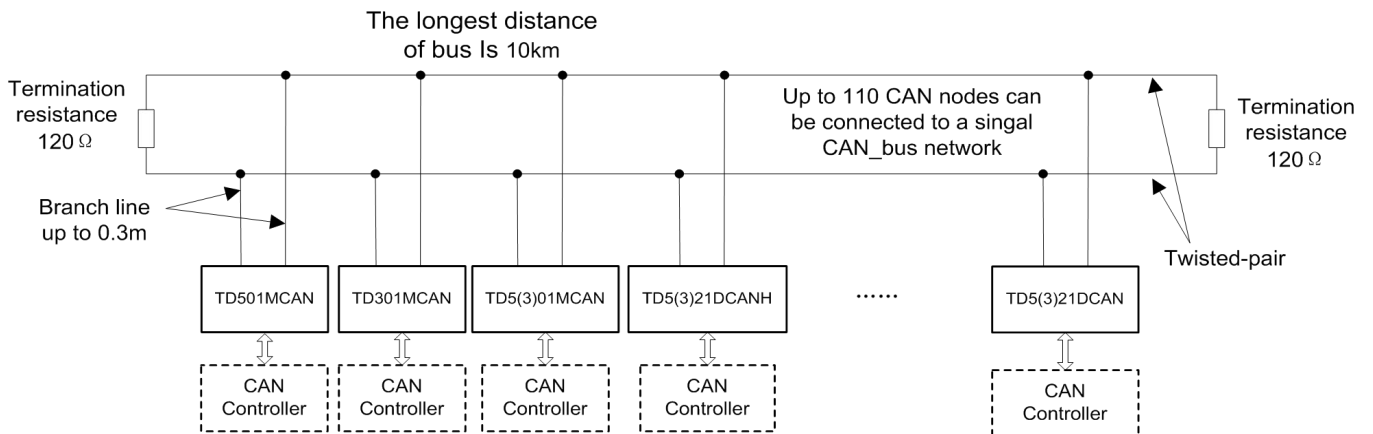 The longest distance
of bus Is 10km
Termination
resistance
120Ω
Up to 110 CAN nodes can
be connected to a singal
CAN_bus network
Termination
resistance
120Ω
Branch line
up to 0.3m
Twisted-pair
TD501MCAN
TD301MCAN
TD5(3)01MCAN
TD5(3)21DCANH
......
TD5(3)21DCAN
CAN
Controller
CAN
Controller
CAN
Controller
CAN
Controller
CAN
Controller